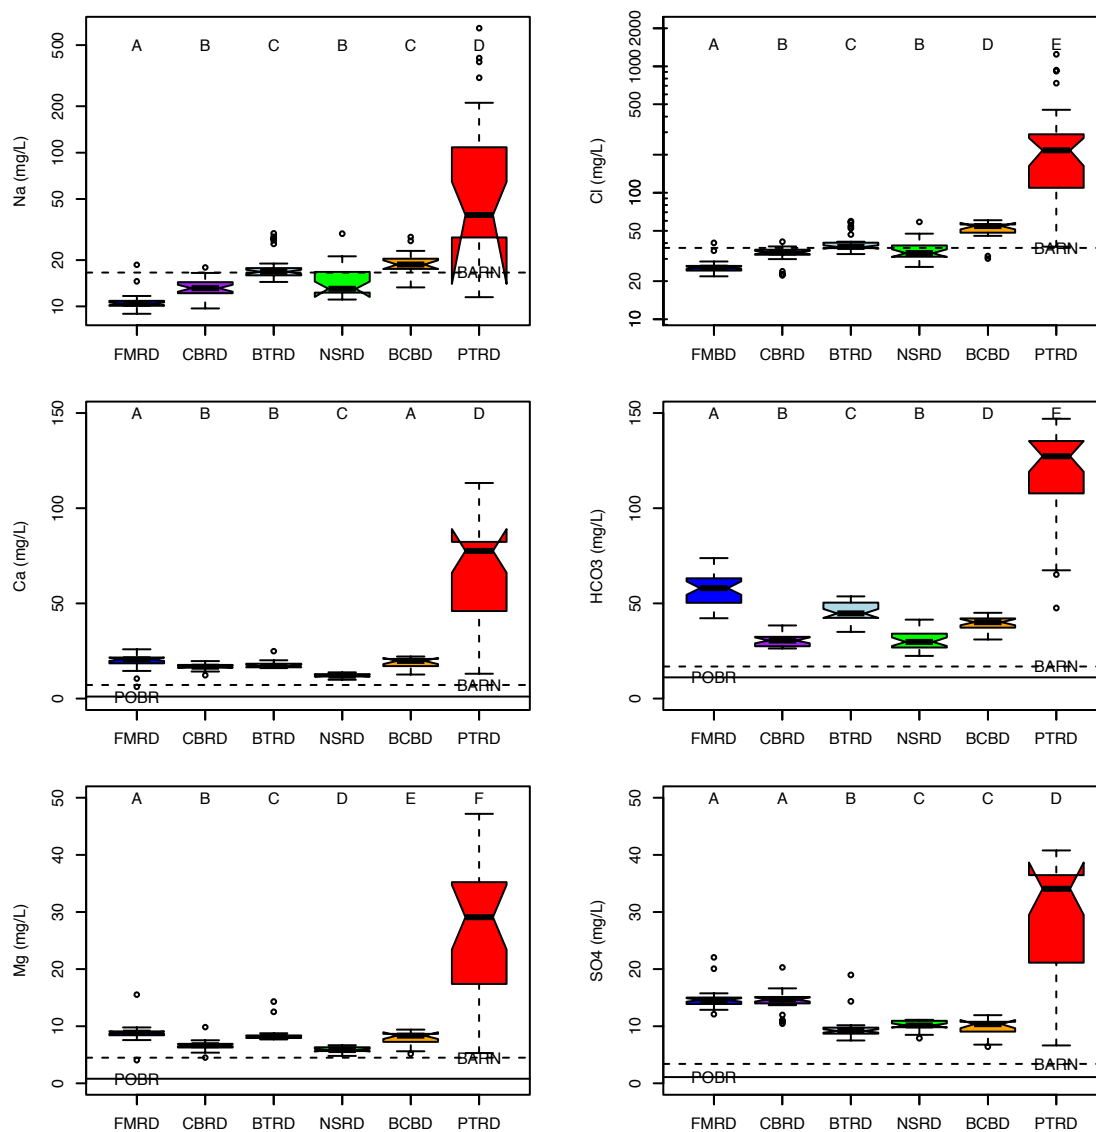 A B C B C D
Na (mg/L)
500
200
100
50
20
10
BARN
FMRD CBRD BTRD NSRD BCBD PTRD
A B C B D E
Cl (mg/L)
2000
1000
500
200
100
50
20
10
BARN
FMBD CBRD BTRD NSRD BCBD PTRD
A B B C A D
Ca (mg/L)
150
100
50
0
BARN
POBR
FMRD CBRD BTRD NSRD BCBD PTRD
A B C B D E
HCO3 (mg/L)
150
100
50
0
BARN
POBR
FMRD CBRD BTRD NSRD BCBD PTRD
A B C D E F
Mg (mg/L)
50
40
30
20
10
0
BARN
POBR
FMRD CBRD BTRD NSRD BCBD PTRD
A A B C C D
SO4 (mg/L)
50
40
30
20
10
0
BARN
POBR
FMRD CBRD BTRD NSRD BCBD PTRD